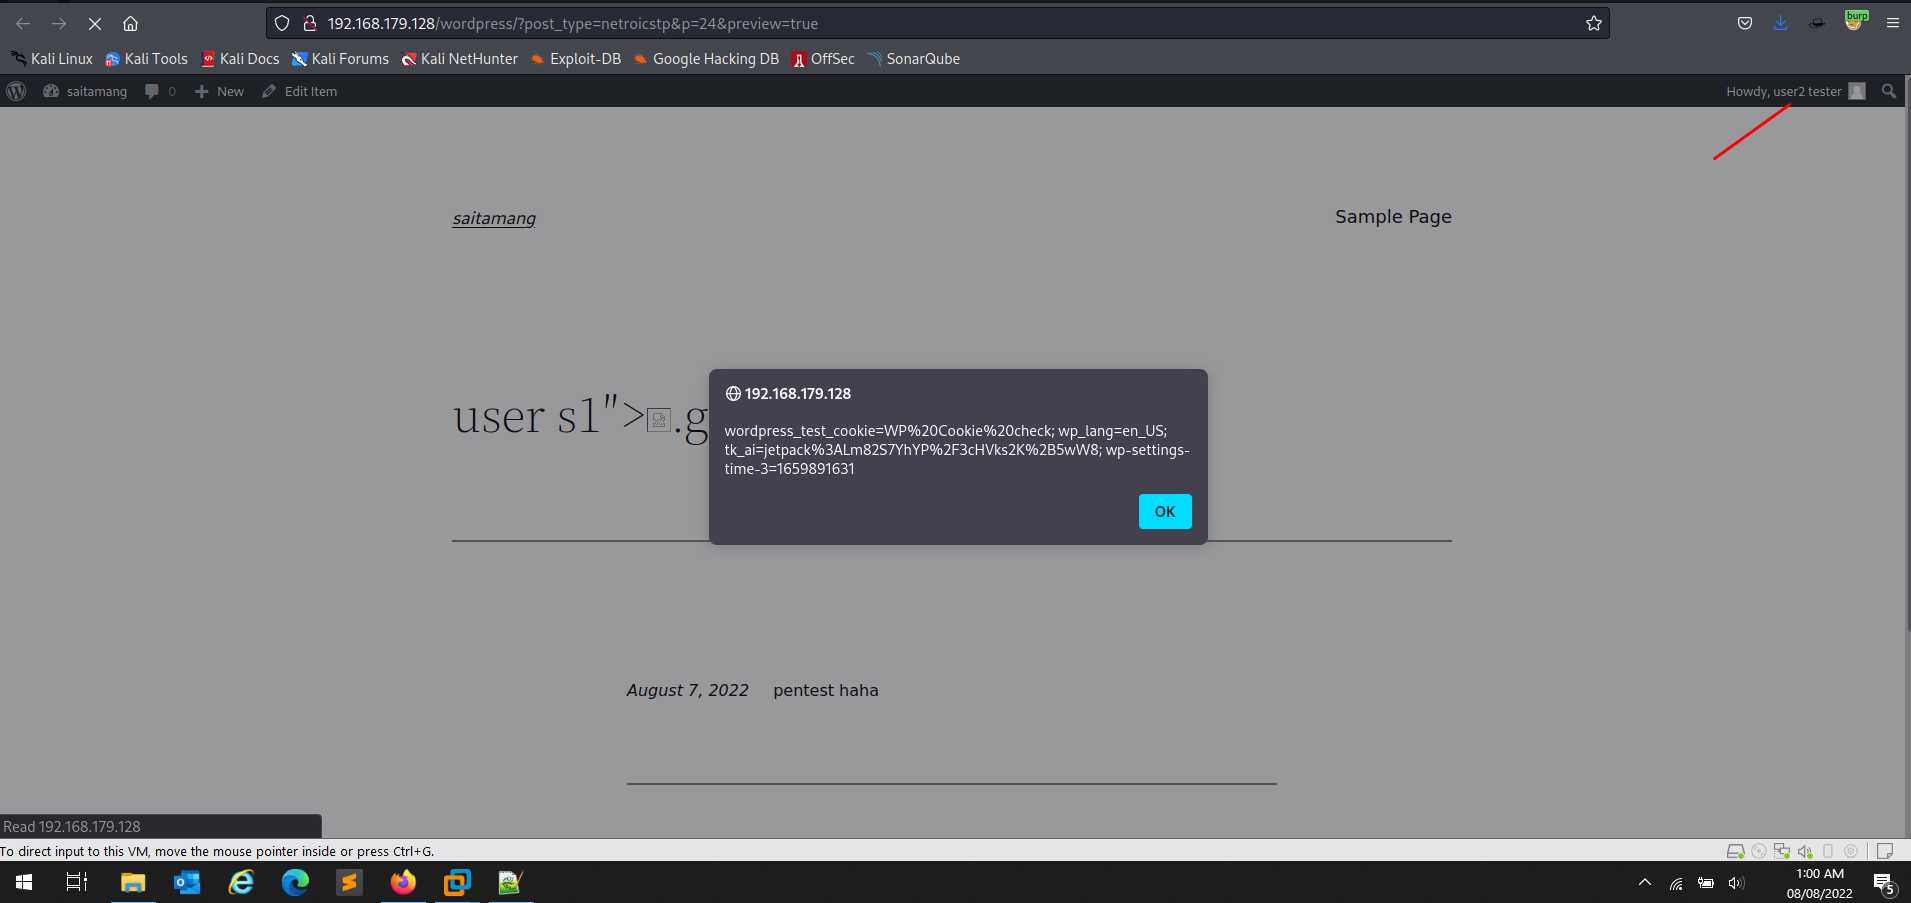 192.168.179.128/wordpress/?post_type=netroicstp&p=24&preview=true
burp
Kali Linux Kali Tools Kali Docs Kali Forums Kali NetHunter Exploit-DB Google Hacking DB OffSec SonarQube
saitamang 0 New Edit Item Howdy, user2 tester
saitamang Sample Page
192.168.179.128
user s1">.g
wordpress_test_cookie=WP%20Cookie%20check; wp_lang=en_US;
tk_ai=jetpack%3ALm82S7YhYP%2F3cHVks2K%2B5wW8; wp-settings-
time-3=1659891631
OK
August 7, 2022 pentest haha
Read 192.168.179.128
To direct input to this VM, move the mouse pointer inside or press Ctrl+G.
1:00 AM
08/08/2022
5